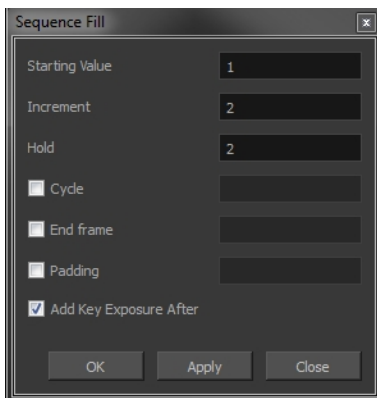 Sequence Fill
Starting Value 1
Increment 2
Hold 2
Cycle
End frame
Padding
Add Key Exposure After
OK Apply Close